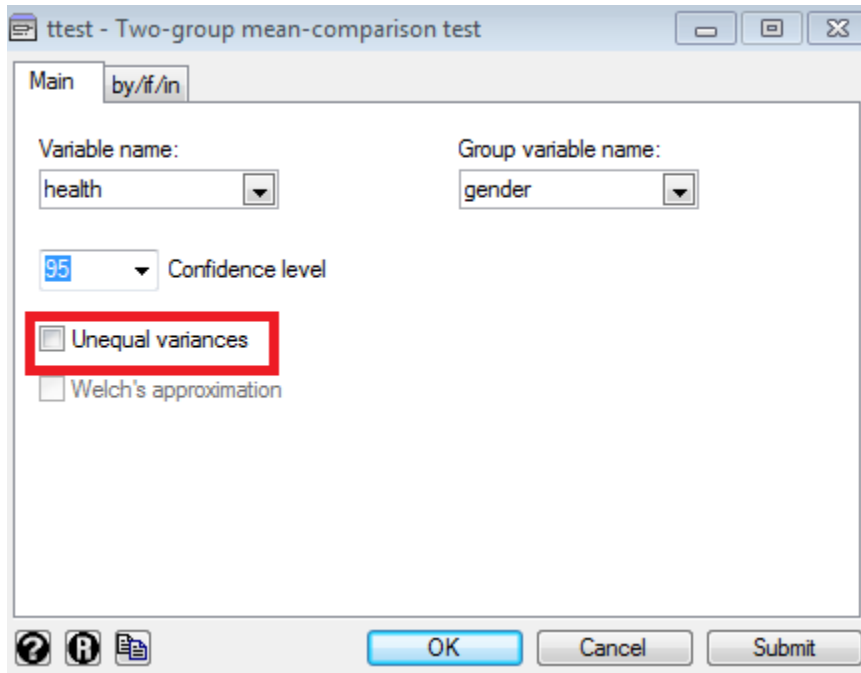 ttest - Two-group mean-comparison test
Main by/if/in
Variable name: Group variable name:
health gender
95 Confidence level
Unequal variances
Welch's approximation
? R OK Cancel Submit